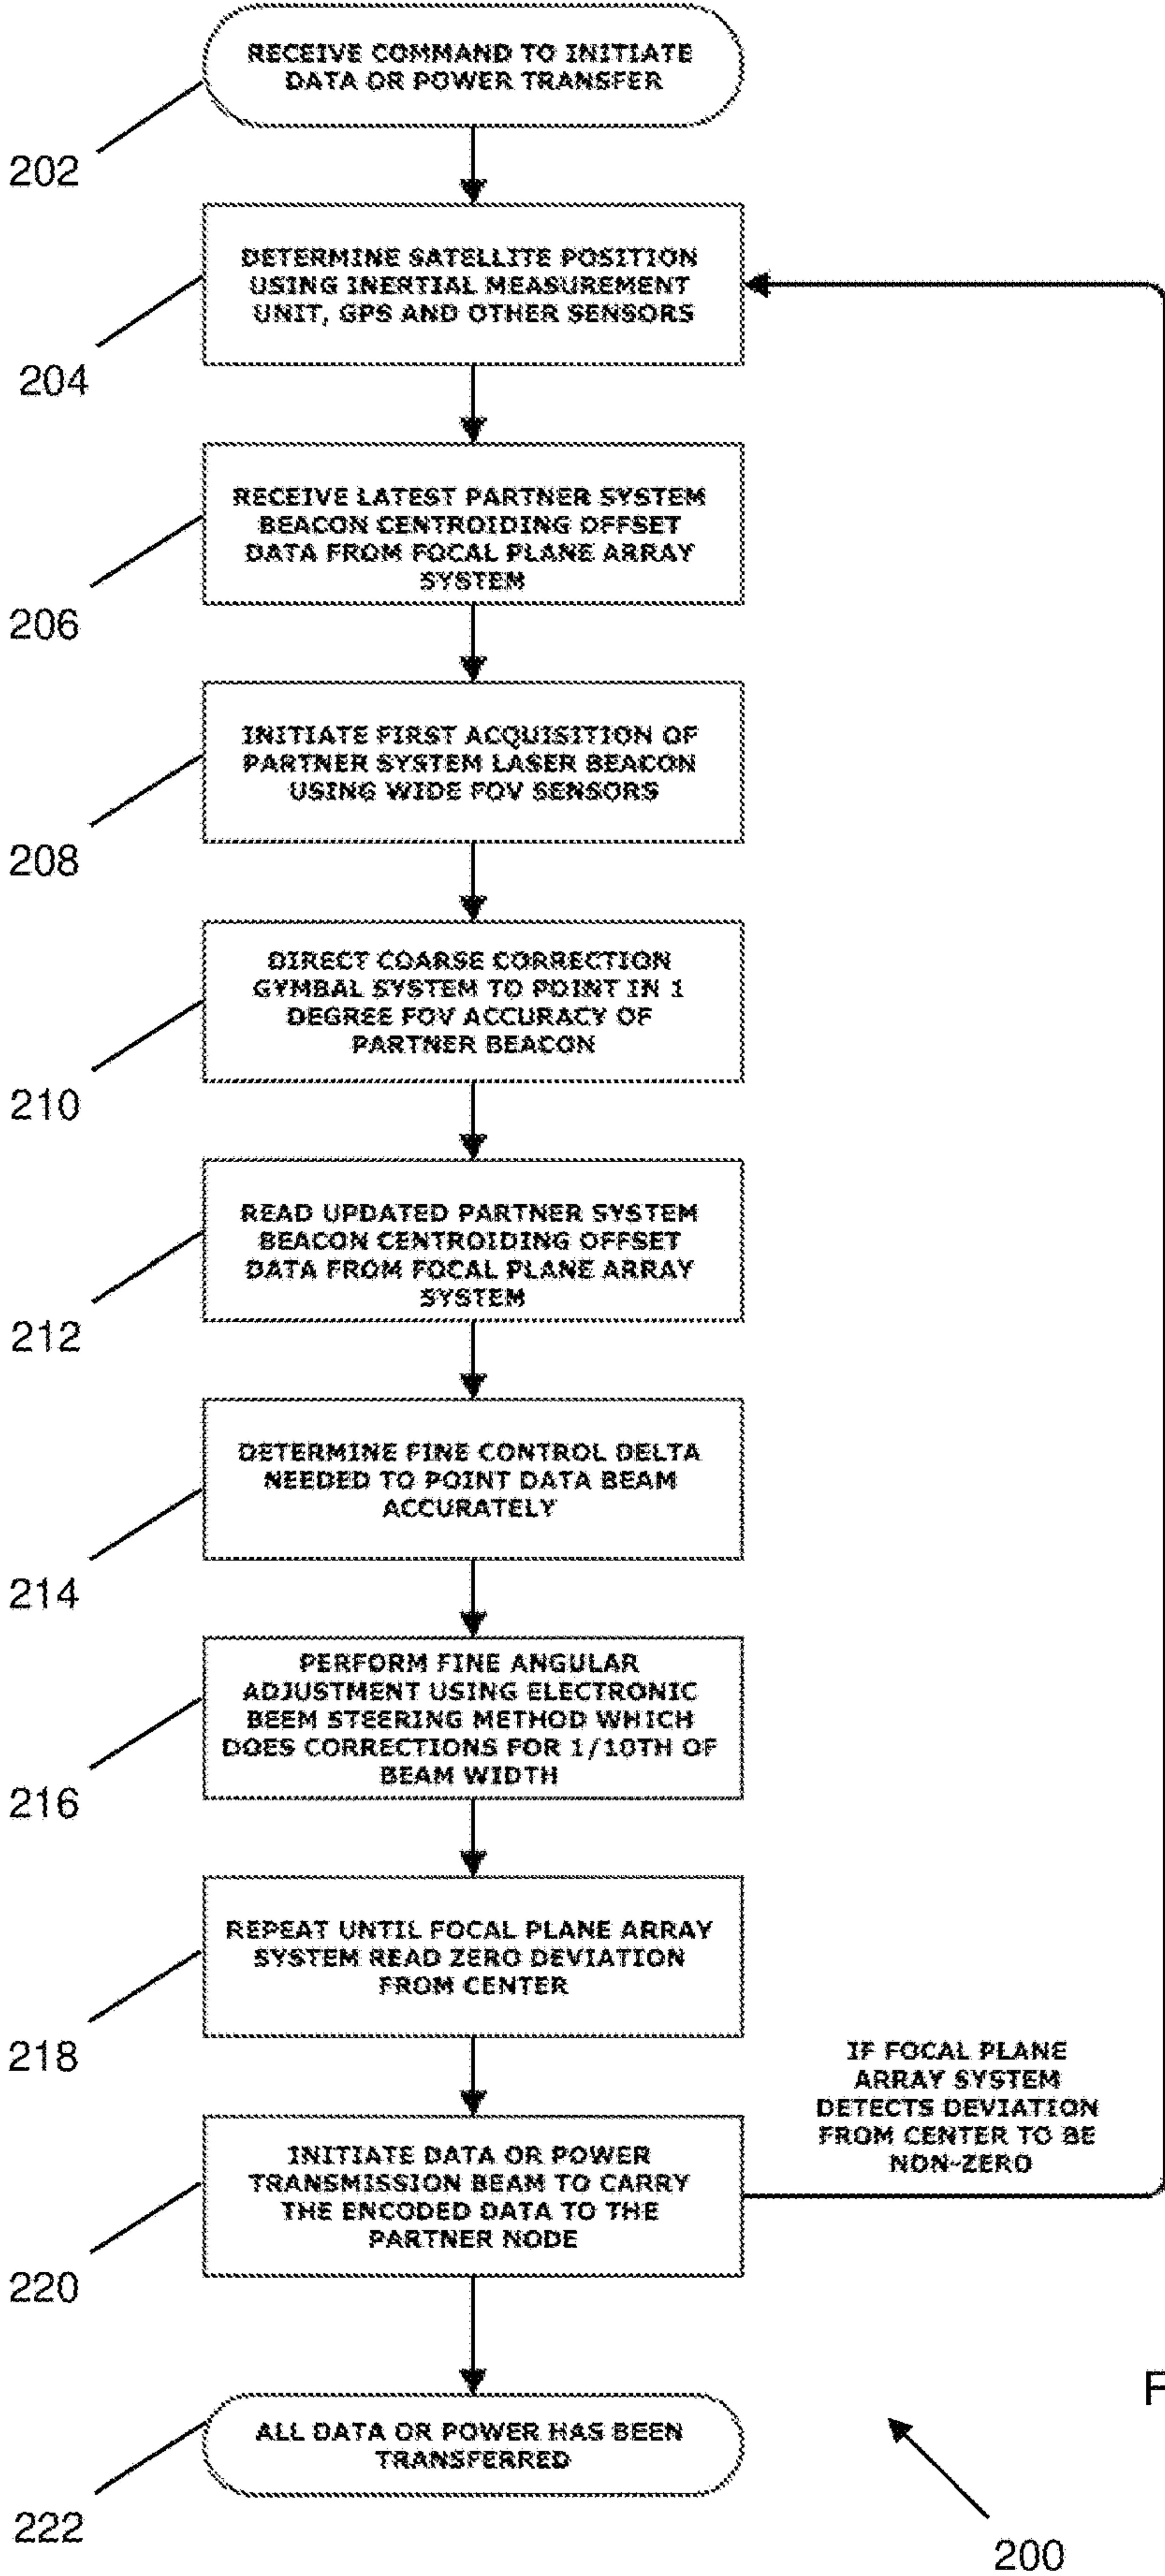 RECEIVE COMMAND TO INITIATE
DATA OR POWER TRANSFER
202
DETERMINE SATELLITE POSITION
USING INERTIAL MEASUREMENT
UNIT, GPS AND OTHER SENSORS
204
RECEIVE LATEST PARTNER SYSTEM
BEACON CENTROIDING OFFSET
DATA FROM FOCAL PLANE ARRAY
SYSTEM
206
INITIATE FIRST ACQUISITION OF
PARTNER SYSTEM LASER BEACON
USING WIDE FOV SENSORS
208
DIRECT COARSE CORRECTION
GYMBAL SYSTEM TO POINT IN 1
DEGREE FOV ACCURACY OF
PARTNER BEACON
210
READ UPDATED PARTNER SYSTEM
BEACON CENTROIDING OFFSET
DATA FROM FOCAL PLANE ARRAY
SYSTEM
212
DETERMINE FINE CONTROL DELTA
NEEDED TO POINT DATA BEAM
ACCURATELY
214
PERFORM FINE ANGULAR
ADJUSTMENT USING ELECTRONIC
BEEM STEERING METHOD WHICH
DOES CORRECTIONS FOR 1/10TH OF
BEAM WIDTH
216
REPEAT UNTIL FOCAL PLANE ARRAY
SYSTEM READ ZERO DEVIATION
FROM CENTER
218
IF FOCAL PLANE
ARRAY SYSTEM
DETECTS DEVIATION
FROM CENTER TO BE
NON-ZERO
INITIATE DATA OR POWER
TRANSMISSION BEAM TO CARRY
THE ENCODED DATA TO THE
PARTNER NODE
220
F
ALL DATA OR POWER HAS BEEN
TRANSFERRED
222
200